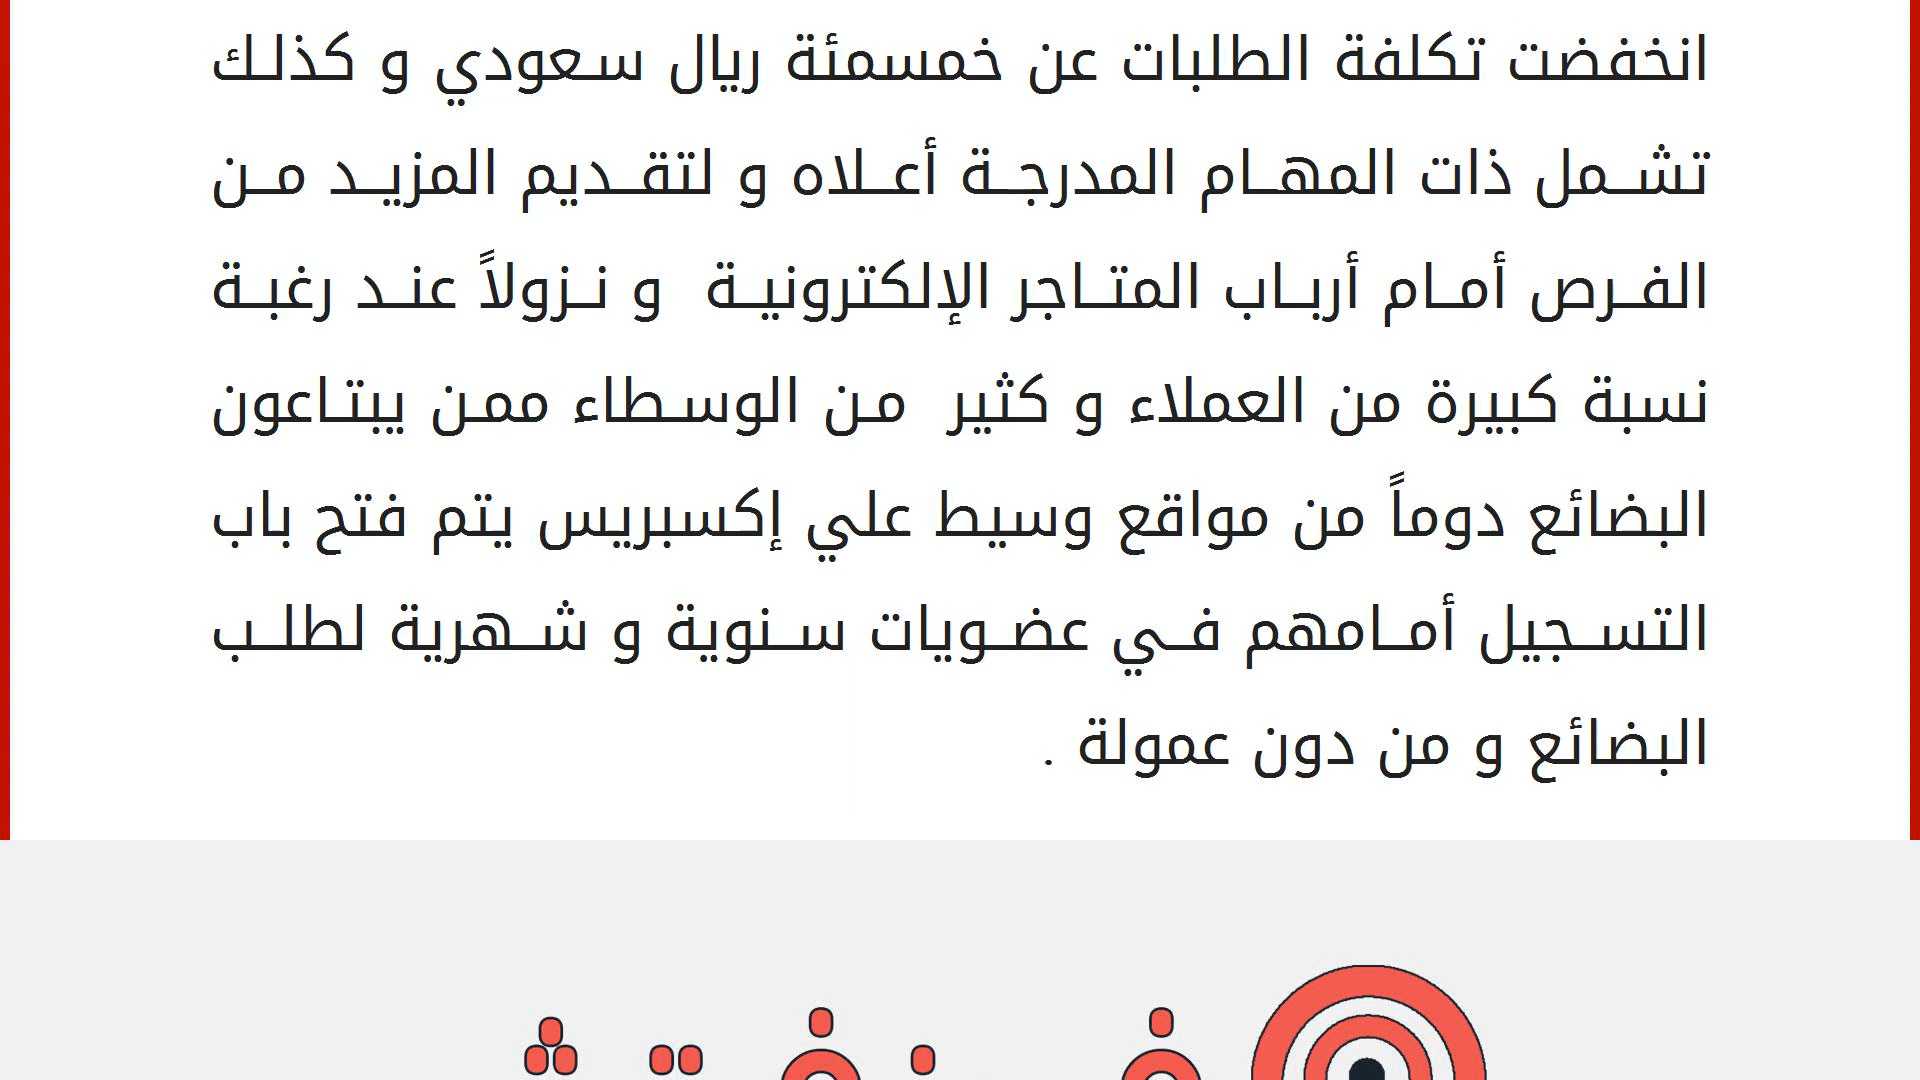 انخفضت تكلفة الطلبات عن خمسمئة ريال سعودي و كذلك
تشمل ذات المهام المدرجة أعلاه و لتقديم المزيد من
الفرص أمام أرباب المتاجر الإلكترونية و نزولاً عند رغبة
نسبة كبيرة من العملاء و كثير من الوسطاء ممن يبتاعون
البضائع دوماً من مواقع وسيط علي إكسبريس يتم فتح باب
التسجيل أمامهم في عضويات سنوية و شهرية لطلب
البضائع و من دون عمولة .